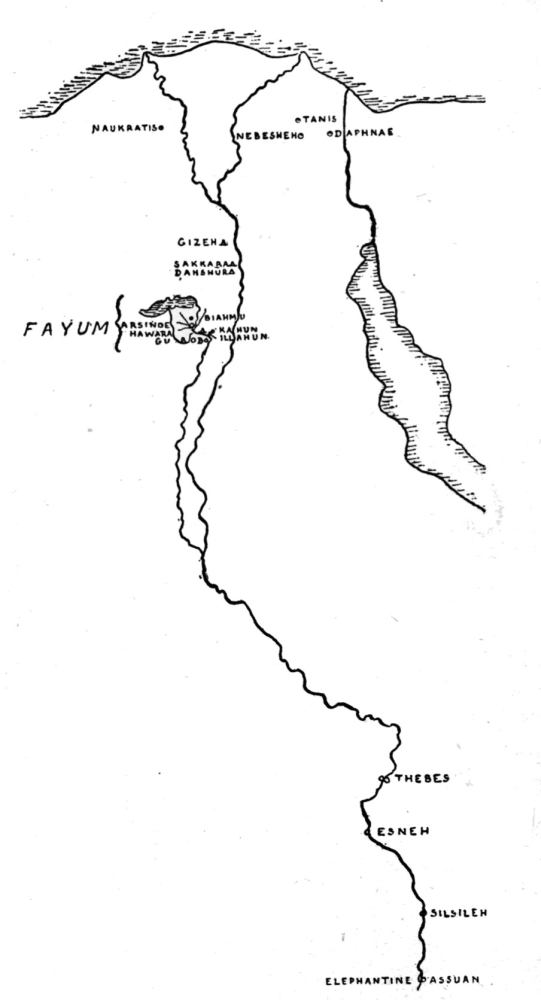 TANIS
NAUKRATIS
NEBESHEH
DAPHNAE
GIZEH
SAKKARA
DAHSHUR
FAYUM
BIAHMU
ARSINOE
KAHUN
HAWARA
ILLAHUN.
GUROB
THEBES
ESNEH
SILSILEH
ELEPHANTINE ASSUAN